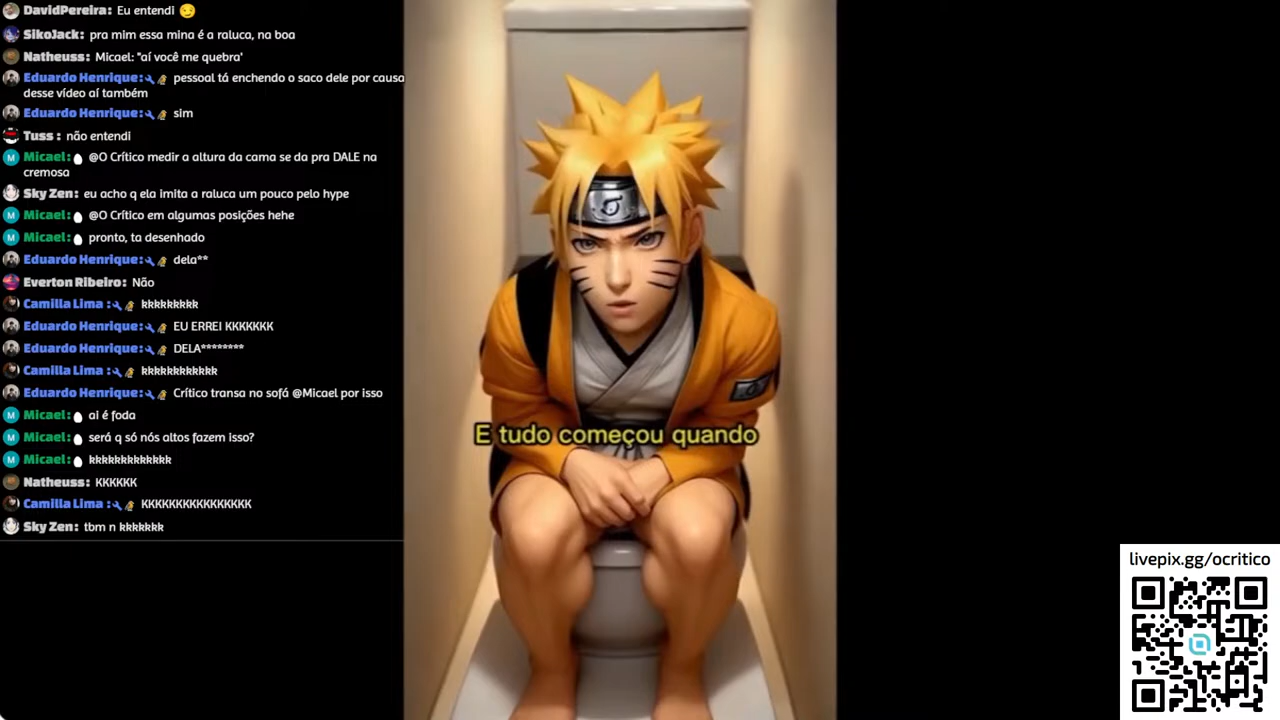 DavidPereira: Eu entendi 😏
SikoJack: pra mim essa mina é a raluca, na boa
Natheuss: Micael: "aí você me quebra'
Eduardo Henrique: pessoal tá enchendo o saco dele por causa
desse vídeo aí também
Eduardo Henrique: sim
Tuss : não entendi
Micael: @O Crítico medir a altura da cama se da pra DALE na
cremosa
Sky Zen: eu acho q ela imita a raluca um pouco pelo hype
Micael: @O Crítico em algumas posições hehe
Micael: pronto, ta desenhado
Eduardo Henrique: dela**
Everton Ribeiro: Não
Camilla Lima : kkkkkkkkk
Eduardo Henrique: EU ERREI KKKKKKK
Eduardo Henrique: DELA********
Camilla Lima : kkkkkkkkkkkk
Eduardo Henrique: Crítico transa no sofá @Micael por isso
Micael: ai é foda
Micael: será q só nós altos fazem isso?
Micael: kkkkkkkkkkkkk
Natheuss: KKKKKK
Camilla Lima : KKKKKKKKKKKKKKKK
Sky Zen: tbm n kkkkkkk
E tudo começou quando
livepix.gg/ocritico